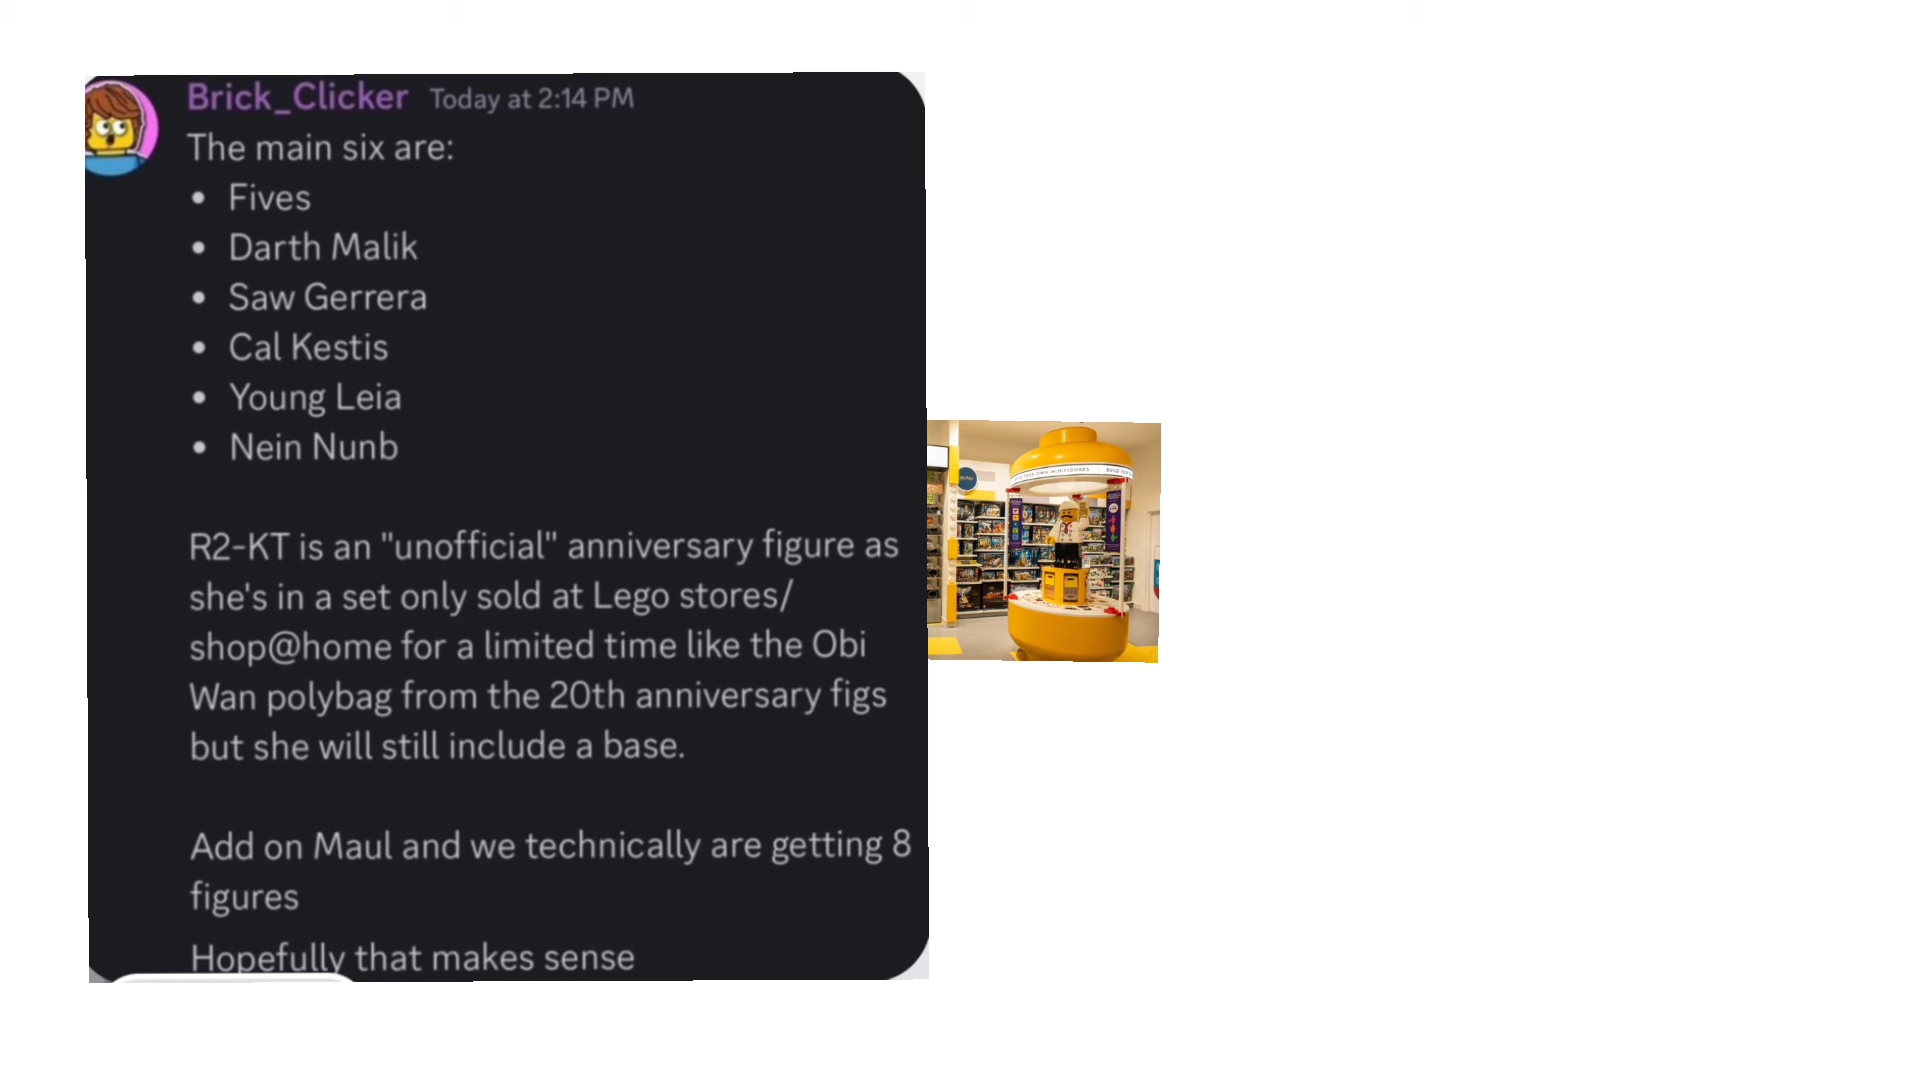 Brick_Clicker Today at 2:14 PM
The main six are:
• Fives
• Darth Malik
• Saw Gerrera
• Cal Kestis
• Young Leia
• Nein Nunb
R2-KT is an "unofficial" anniversary figure as
she's in a set only sold at Lego stores/
shop@home for a limited time like the Obi
Wan polybag from the 20th anniversary figs
but she will still include a base.
Add on Maul and we technically are getting 8
figures
Hopefully that makes sense
OWN MINIFIGURES
BUILD